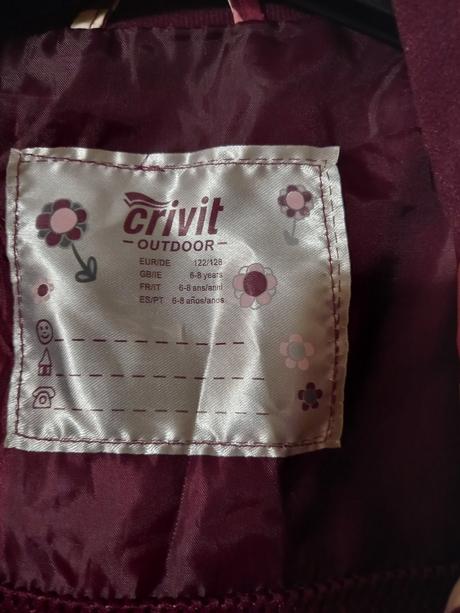 crivit
OUTDOOR
EUR/DE 122/128
GB/IE 6-8 years
FR/IT 6-8 ans/anni
ES/PT 6-8 años/anos